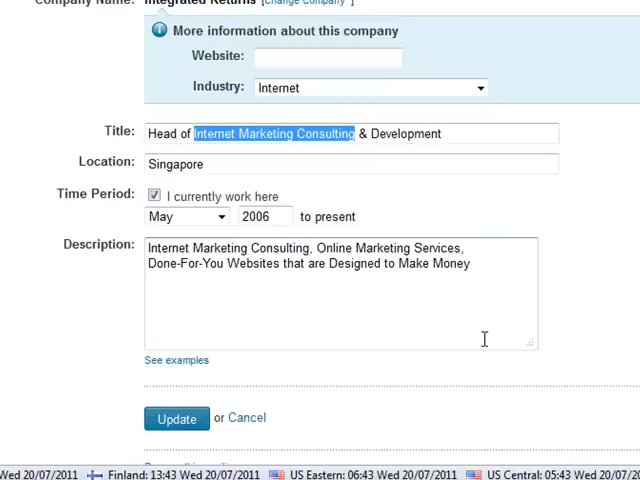 Company Name: Integrated Returns [Change Company]
More information about this company
Website:
Industry: Internet
Title: Head of Internet Marketing Consulting & Development
Location: Singapore
Time Period: I currently work here
May 2006 to present
Description: Internet Marketing Consulting, Online Marketing Services,
Done-For-You Websites that are Designed to Make Money
See examples
Update or Cancel
Wed 20/07/2011 Finland: 13:43 Wed 20/07/2011 US Eastern: 06:43 Wed 20/07/2011 US Central: 05:43 Wed 20/0